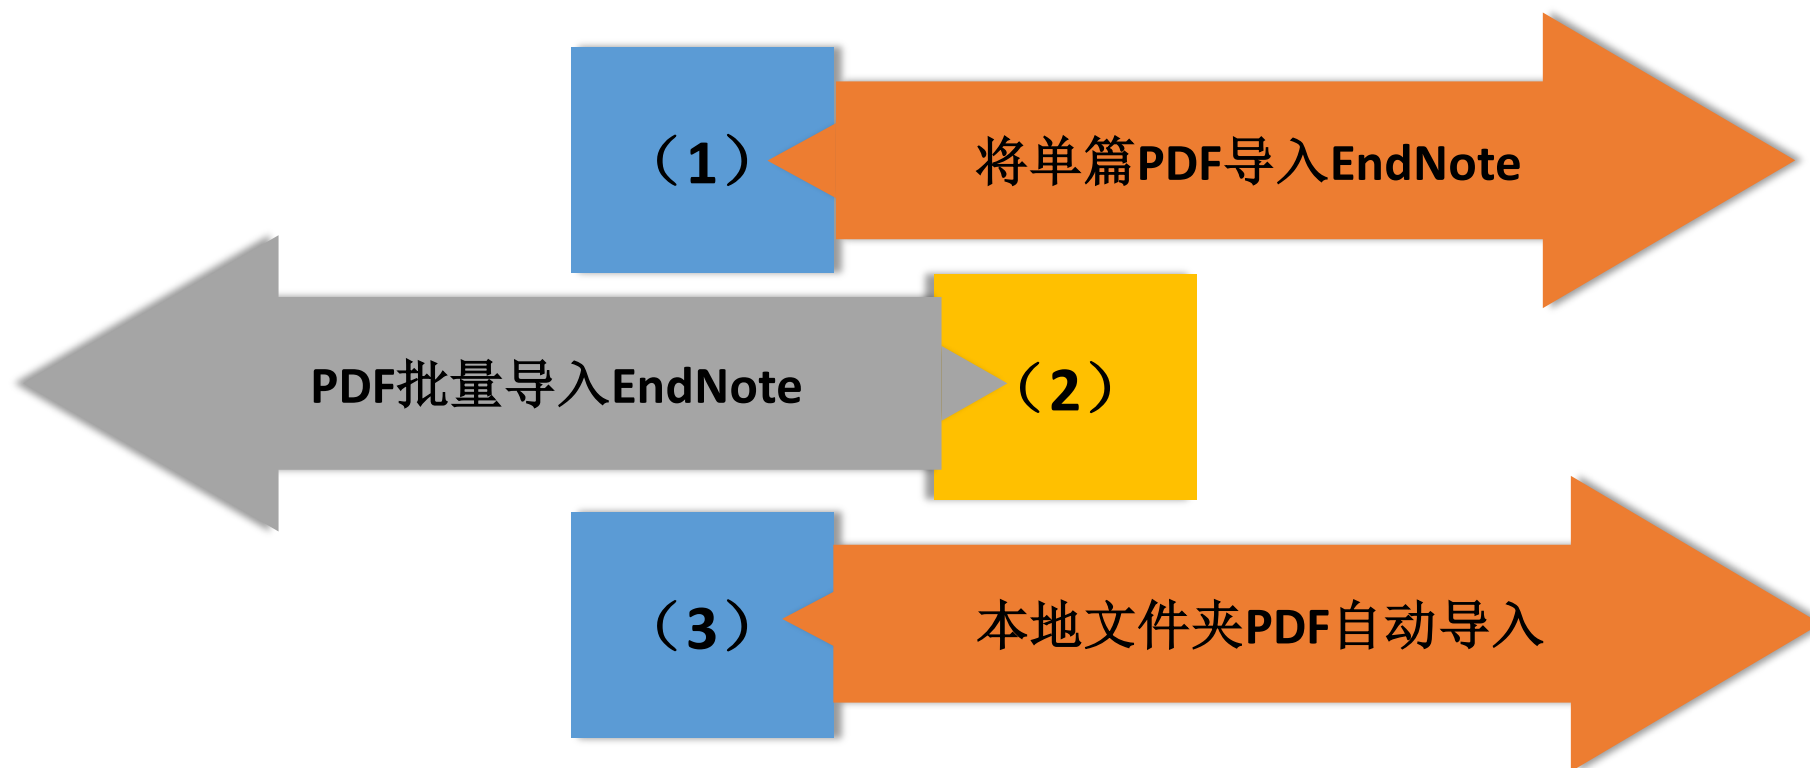 （1）
将单篇PDF导入EndNote
PDF批量导入EndNote
（2）
（3）
本地文件夹PDF自动导入